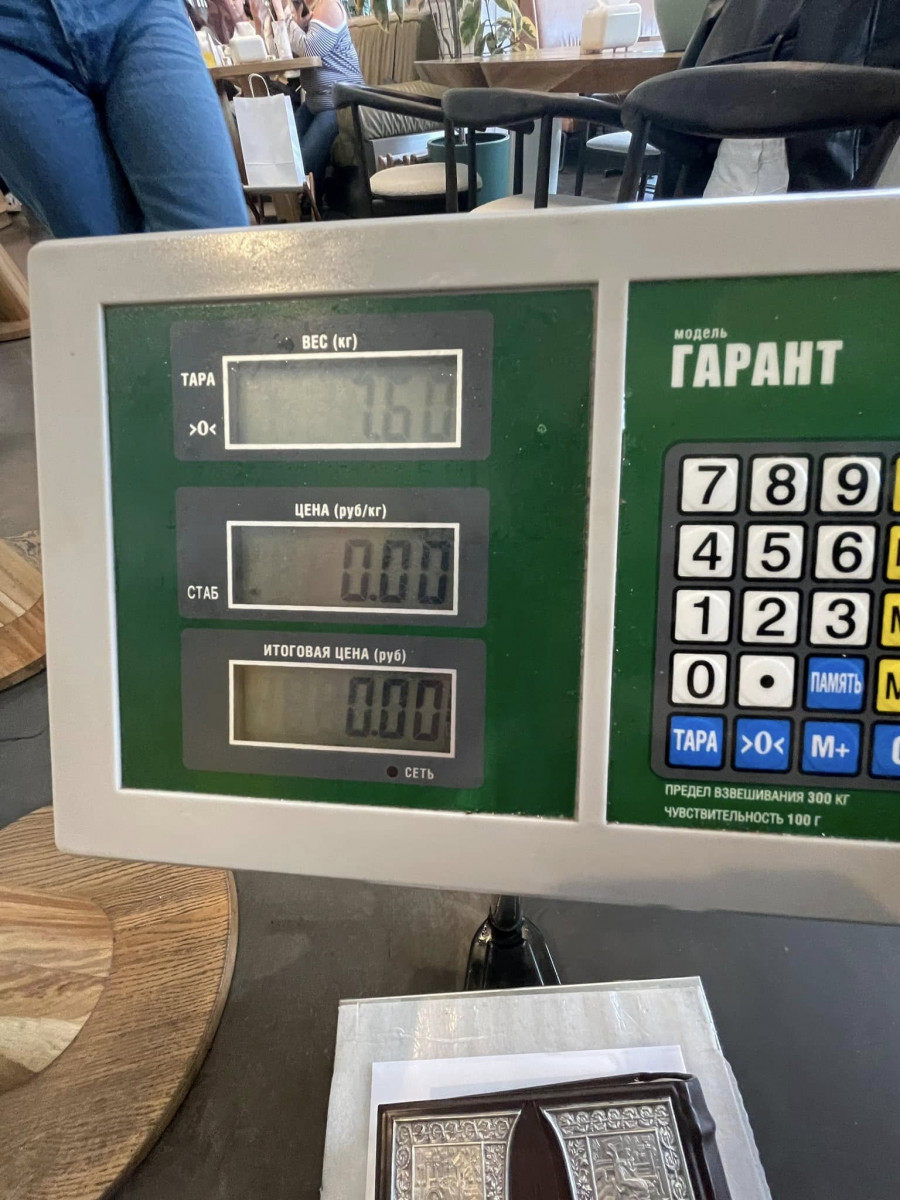 ВЕС (кг)
ТАРА
7.60
>0<
ЦЕНА (руб/кг)
0.00
СТАБ
ИТОГОВАЯ ЦЕНА (руб)
0.00
СЕТЬ
модель
ГАРАНТ
7 8 9
4 5 6
1 2 3
0 • ПАМЯТЬ
ТАРА >0< М+
ПРЕДЕЛ ВЗВЕШИВАНИЯ 300 КГ
ЧУВСТВИТЕЛЬНОСТЬ 100 Г